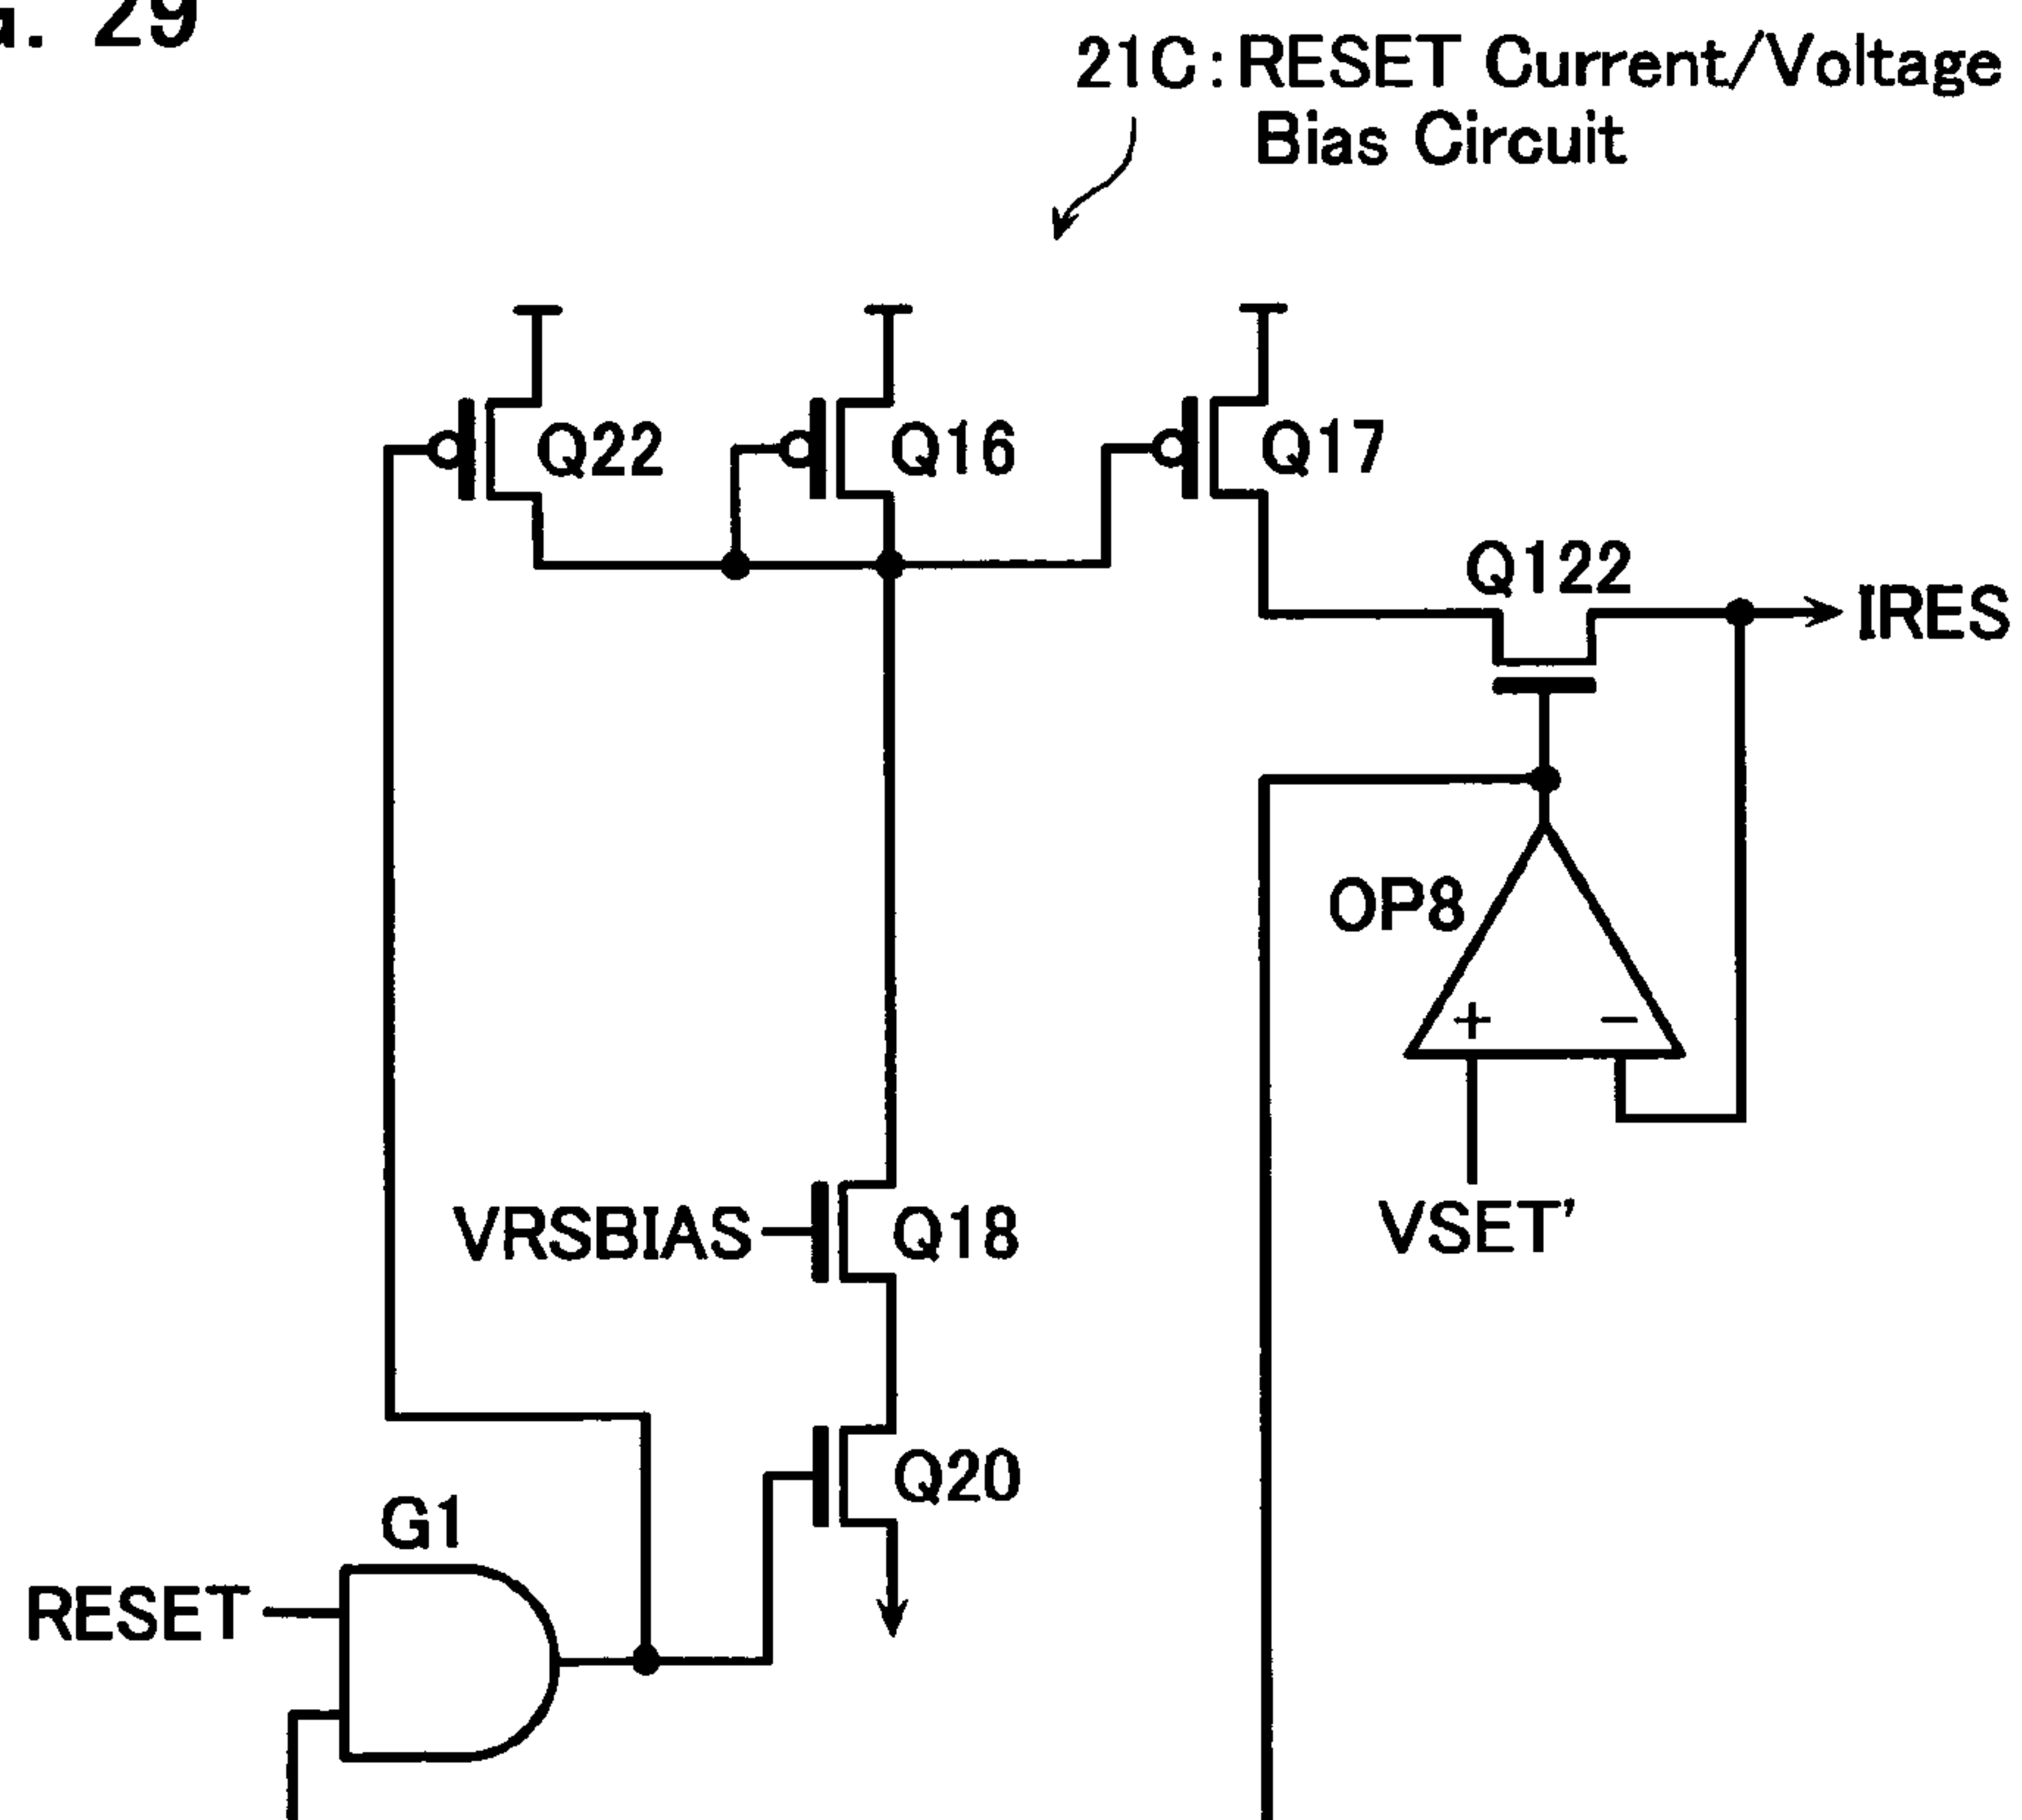 . 29
21C:RESET Current/Voltage
Bias Circuit
Q22
Q16
Q17
Q122
IRES
OP8
+ −
VRSBIAS
Q18
VSET'
Q20
G1
RESET